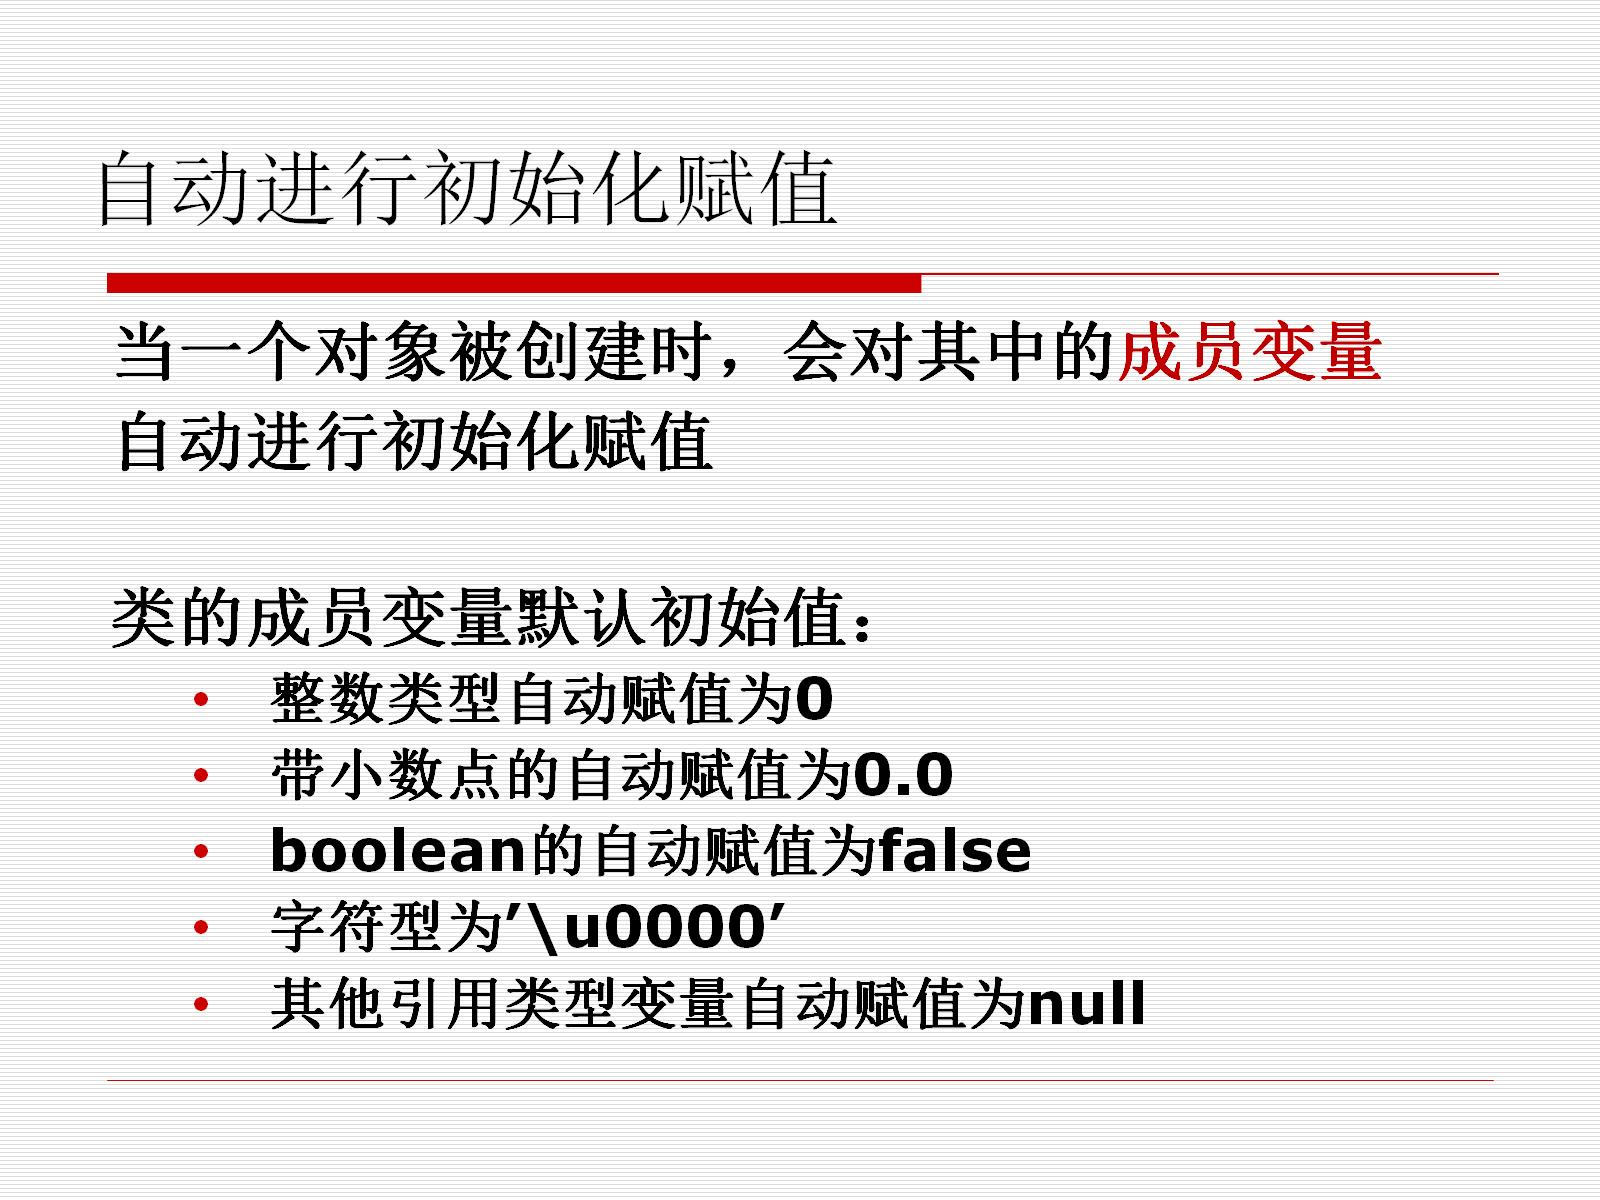 自动进行初始化赋值
当一个对象被创建时，会对其中的成员变量
自动进行初始化赋值
类的成员变量默认初始值：
• 整数类型自动赋值为0
• 带小数点的自动赋值为0.0
• boolean的自动赋值为false
• 字符型为’\u0000’
• 其他引用类型变量自动赋值为null